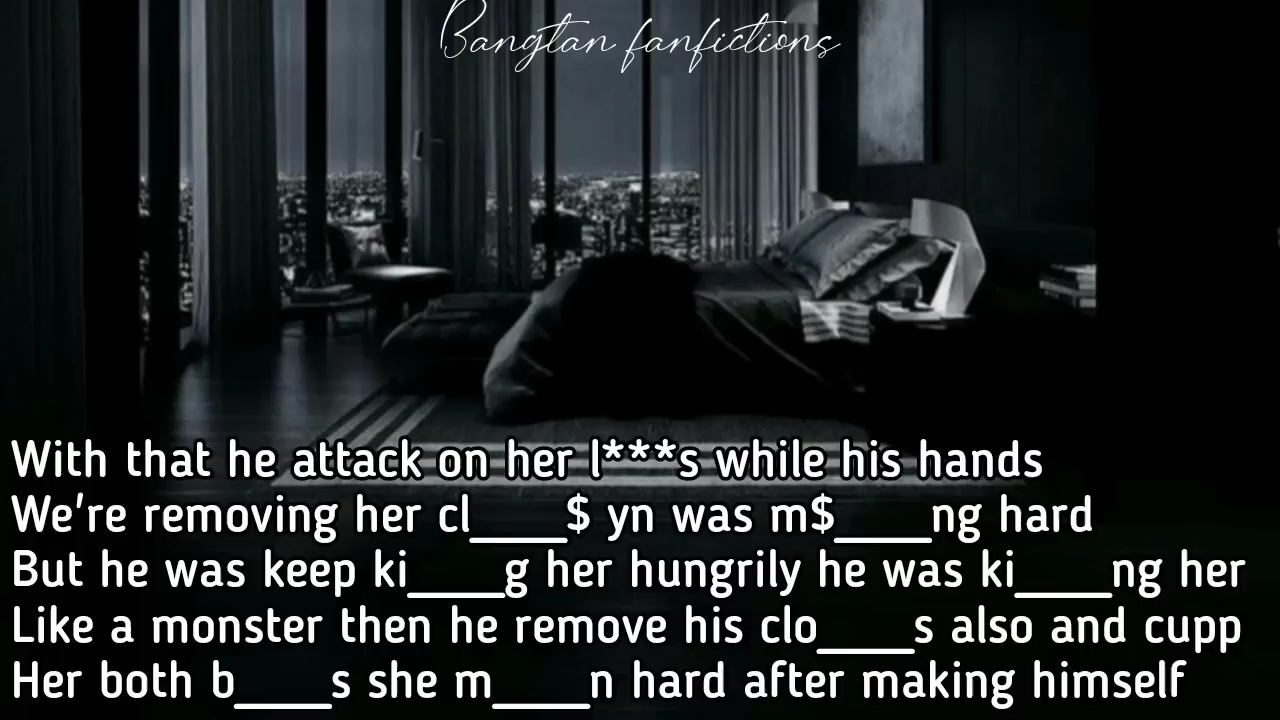 Bangtan fanfictions
With that he attack on her l***s while his hands
We're removing her cl____$ yn was m$____ng hard
But he was keep ki____g her hungrily he was ki____ng her
Like a monster then he remove his clo____s also and cupp
Her both b____s she m____n hard after making himself